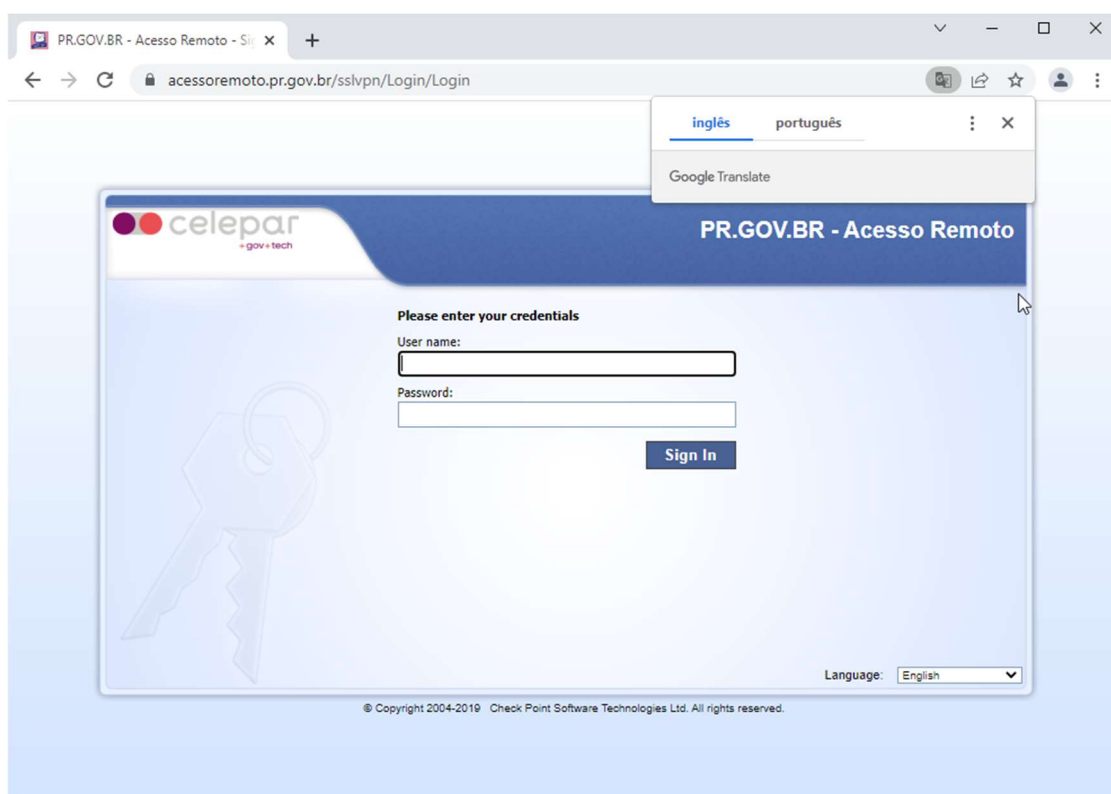 PR.GOV.BR - Acesso Remoto - Si
acessoremoto.pr.gov.br/sslvpn/Login/Login
inglês português
Google Translate
celepar
+gov+tech
PR.GOV.BR - Acesso Remoto
Please enter your credentials
User name:
Password:
Sign In
Language: English
© Copyright 2004-2019 Check Point Software Technologies Ltd. All rights reserved.